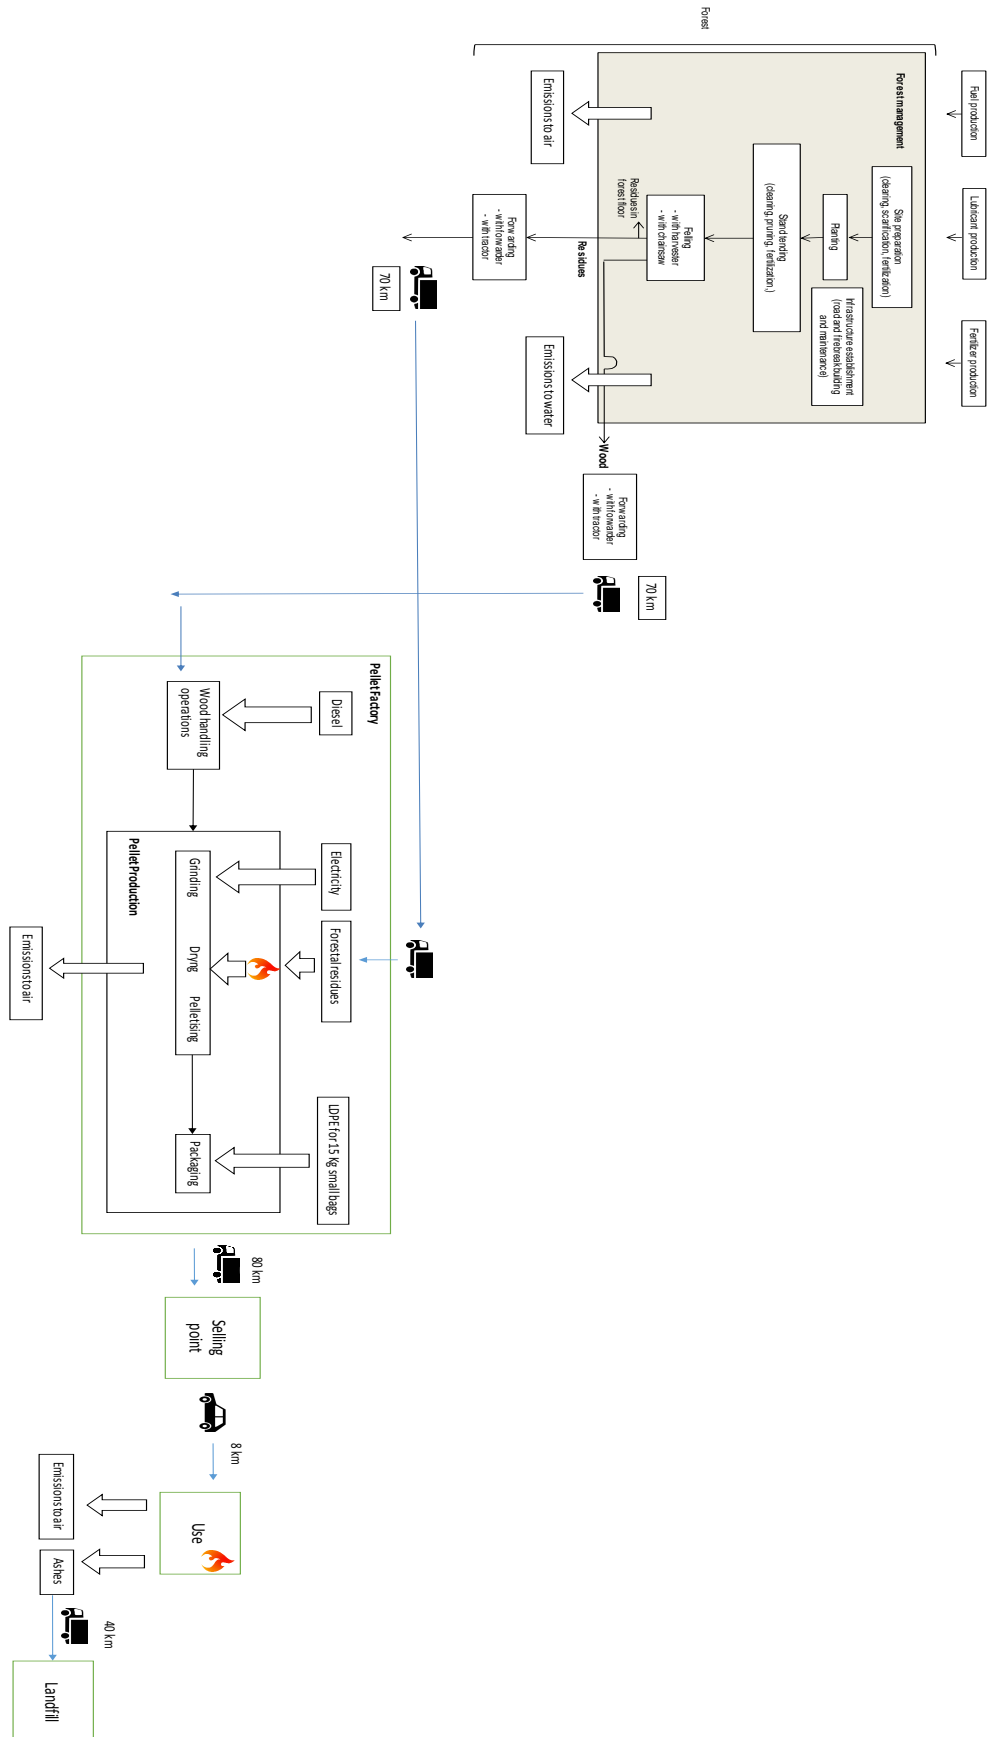 Forest
Fuel production
Lubricant production
Fertilizer production
Forest management
Site preparation
(clearing, scarification, fertilization)
Infrastructure establishment
(road and firebreak building
and maintenance)
Planting
Stand tending
(cleaning, pruning, fertilization,)
Felling
- with harvester
- with chainsaw
Residues in
forest floor
Wood
Forwarding
- with forwarder
- with tractor
70 km
Emissions to air
Residues
Emissions to water
Forwarding
- with forwarder
- with tractor
70 km
Pellet Factory
Diesel
Electricity
Forestal residues
LDPE for 15 Kg small bags
Wood handling
operations
Grinding
Dryng
Pelletising
Packaging
Pellet Production
Emissions to air
80 km
Selling
point
8 km
Use
Emissions to air
Ashes
40 km
Landfill